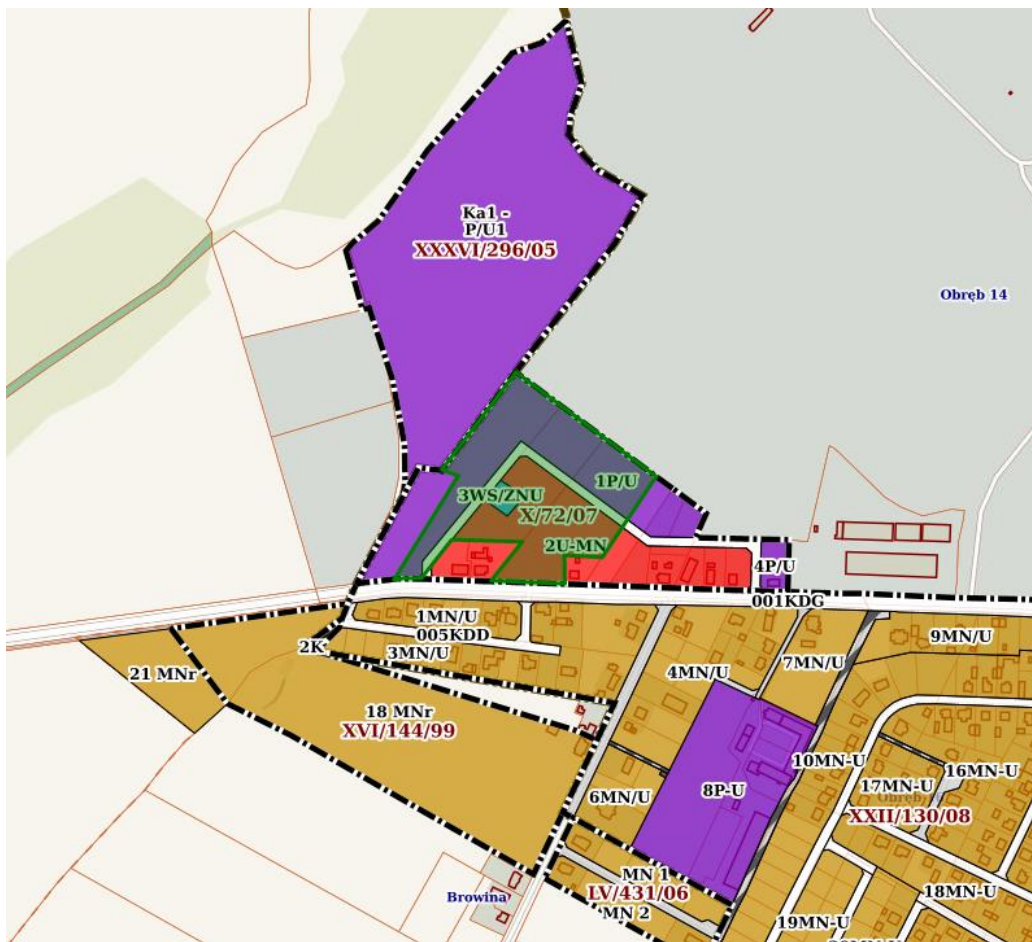 Ka1 -
P/U1
XXXVI/296/05
Obręb 14
1P/U
3WS/ZNU
X/72/07
2U-MN
4P/U
001KDG
1MN/U
005KDD
2K
3MN/U
9MN/U
7MN/U
4MN/U
21 MNr
18 MNr
XVI/144/99
10MN-U
16MN-U
17MN-U
8P-U
6MN/U
XXII/130/08
MN 1
LV/431/06
MN 2
Browina
18MN-U
19MN-U